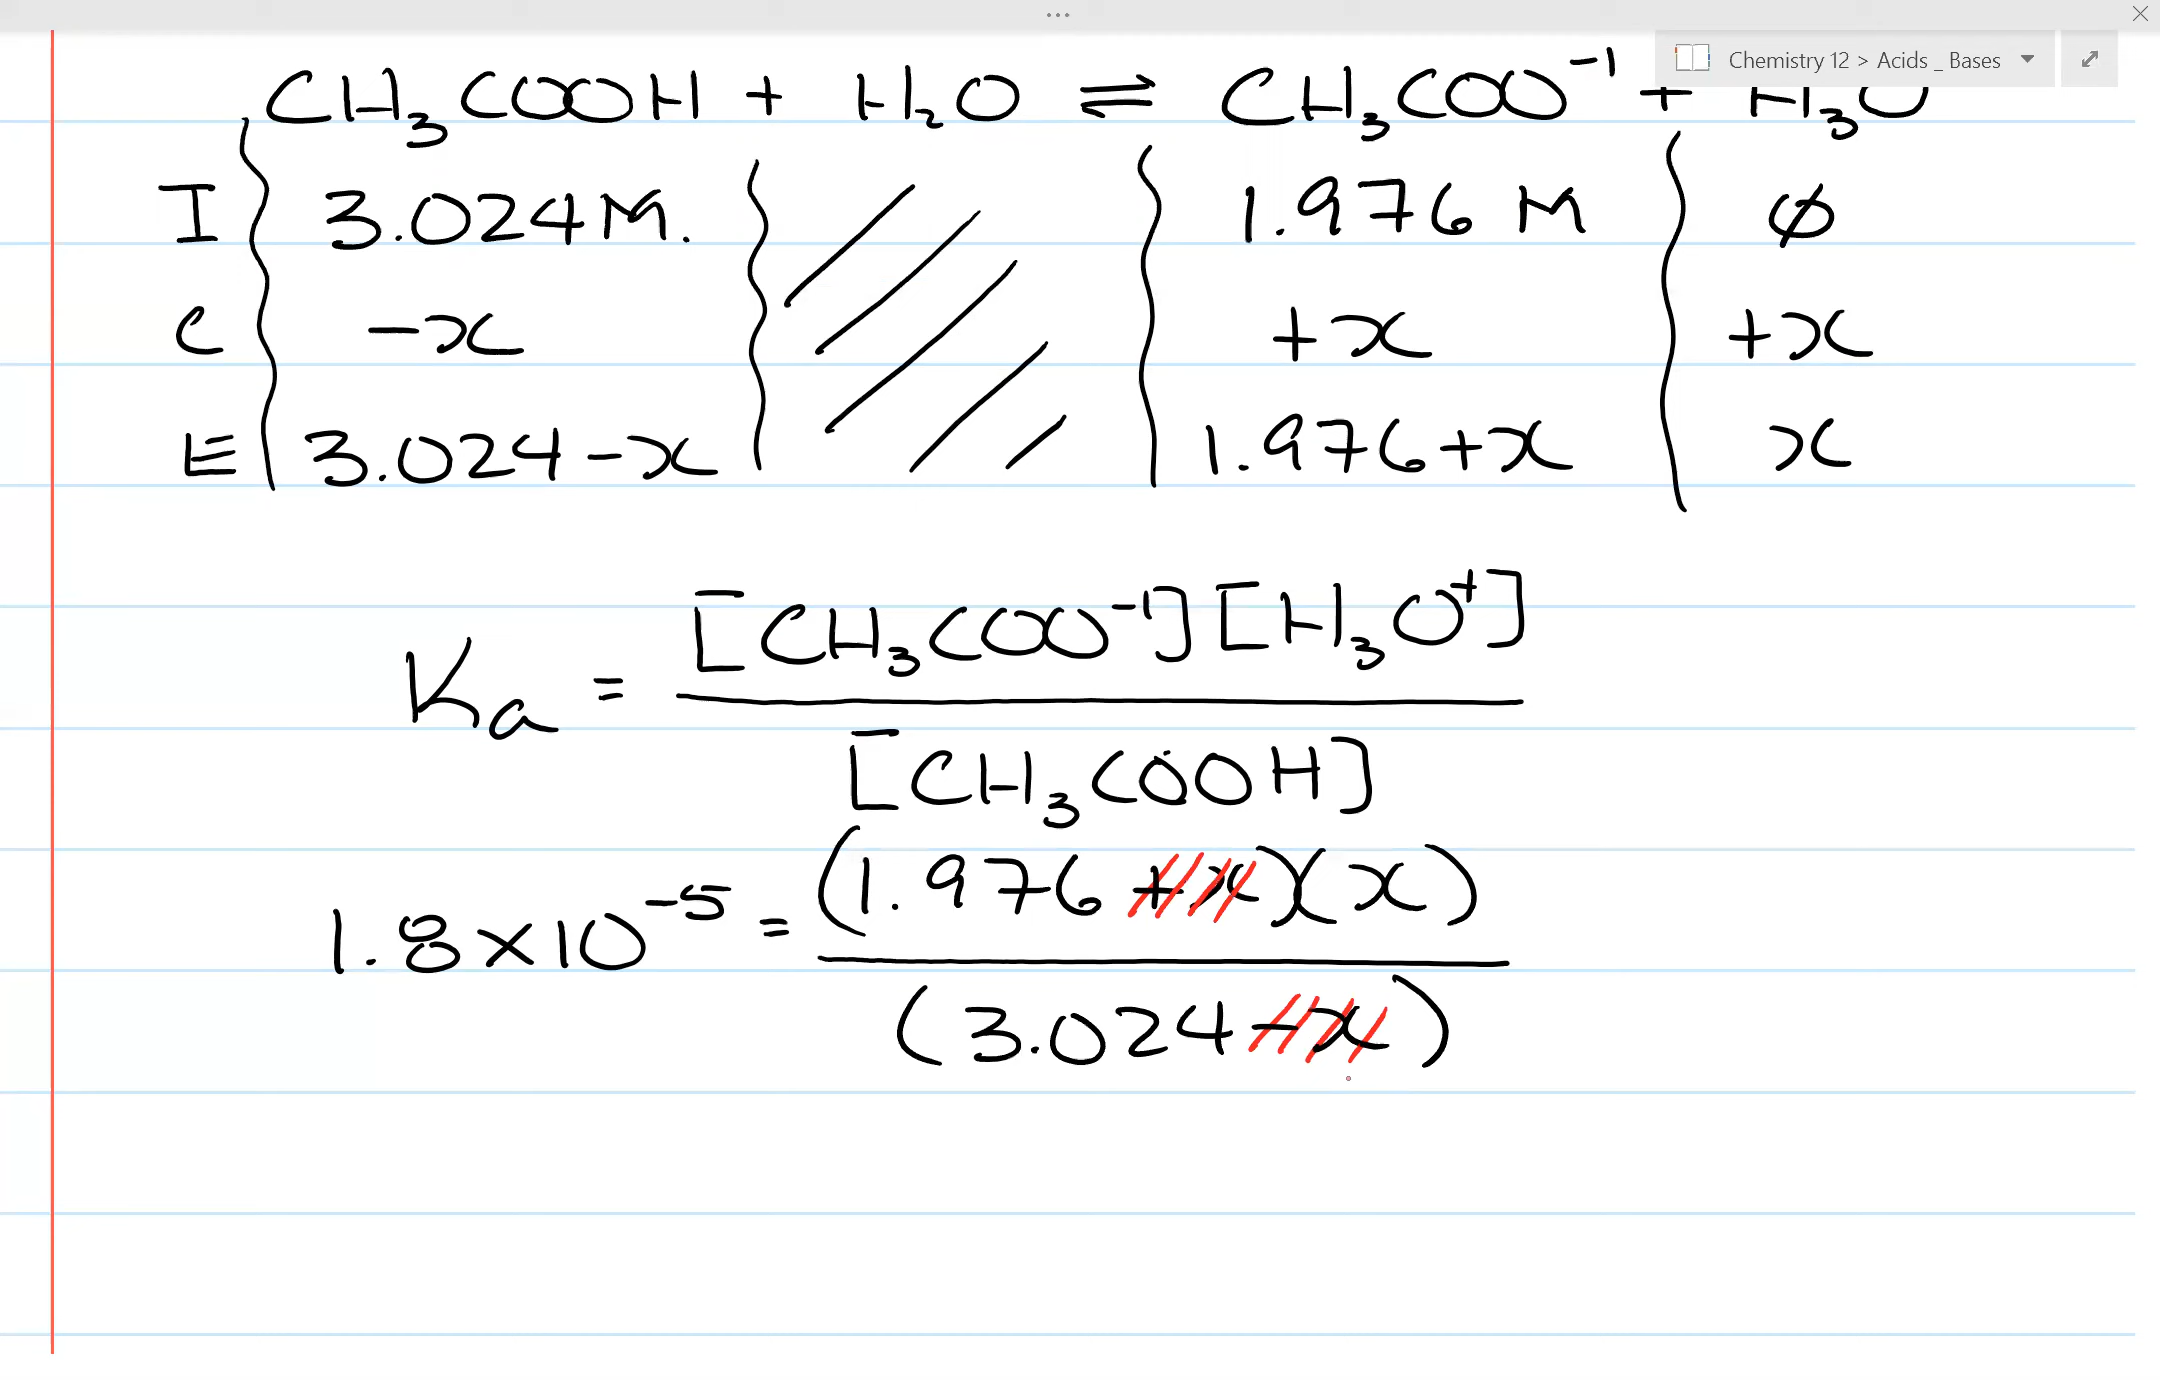 Chemistry 12 > Acids _ Bases
CH₃COOH + H₂O ⇌ CH₃COO⁻¹ + H₃O
I 3.024M. 1.976 M ϕ
C -x +x +x
E 3.024-x 1.976+x x
Ka = [CH₃COO⁻¹][H₃O⁺]
[CH₃COOH]
1.8×10⁻⁵ = (1.976 +x)(x)
(3.024-x)